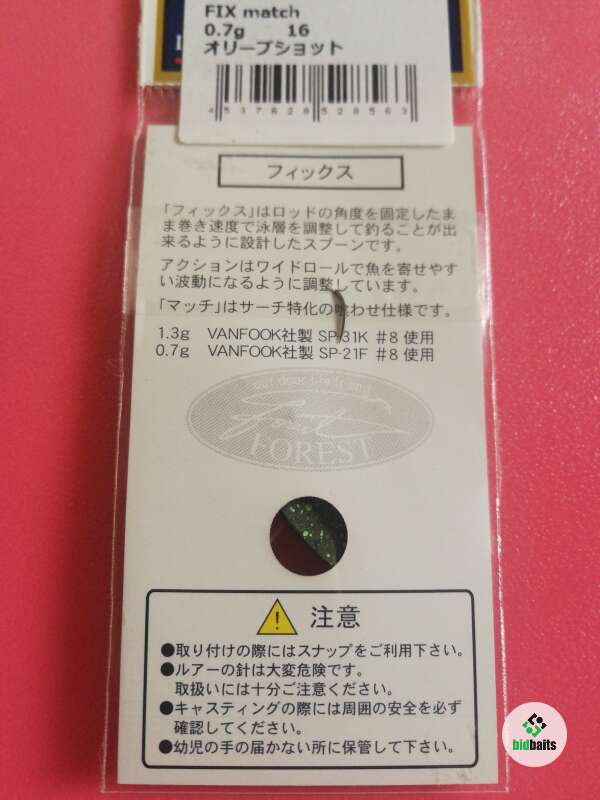 FIX match
0.7g 16
オリーブショット
4 537628 528563
フィックス
「フィックス」はロッドの角度を固定したま
ま巻き速度で泳層を調整して釣ることが出
来るように設計したスプーンです。
アクションはワイドロールで魚を寄せやす
い波動になるように調整しています。
「マッチ」はサーチ特化の喰わせ仕様です。
1.3g VANFOOK社製 SP-31K #8 使用
0.7g VANFOOK社製 SP-21F #8 使用
FOREST
注意
●取り付けの際にはスナップをご利用下さい。
●ルアーの針は大変危険です。
取扱いには十分ご注意ください。
●キャスティングの際には周囲の安全を必ず
確認してください。
●幼児の手の届かない所に保管して下さい。
bidbaits